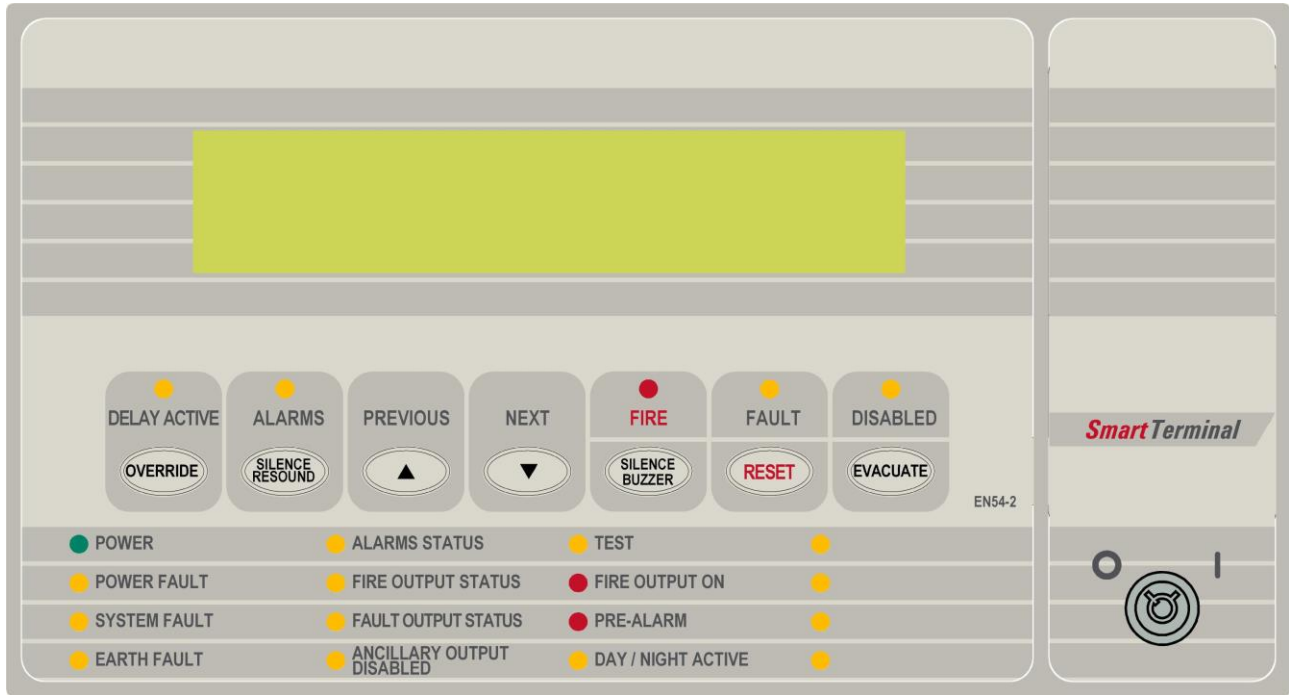 DELAY ACTIVE
ALARMS
PREVIOUS
NEXT
FIRE
FAULT
DISABLED
OVERRIDE
SILENCE
RESOUND
SILENCE
BUZZER
RESET
EVACUATE
SmartTerminal
EN54-2
POWER
ALARMS STATUS
TEST
POWER FAULT
FIRE OUTPUT STATUS
FIRE OUTPUT ON
SYSTEM FAULT
FAULT OUTPUT STATUS
PRE-ALARM
EARTH FAULT
ANCILLARY OUTPUT
DISABLED
DAY / NIGHT ACTIVE
O I